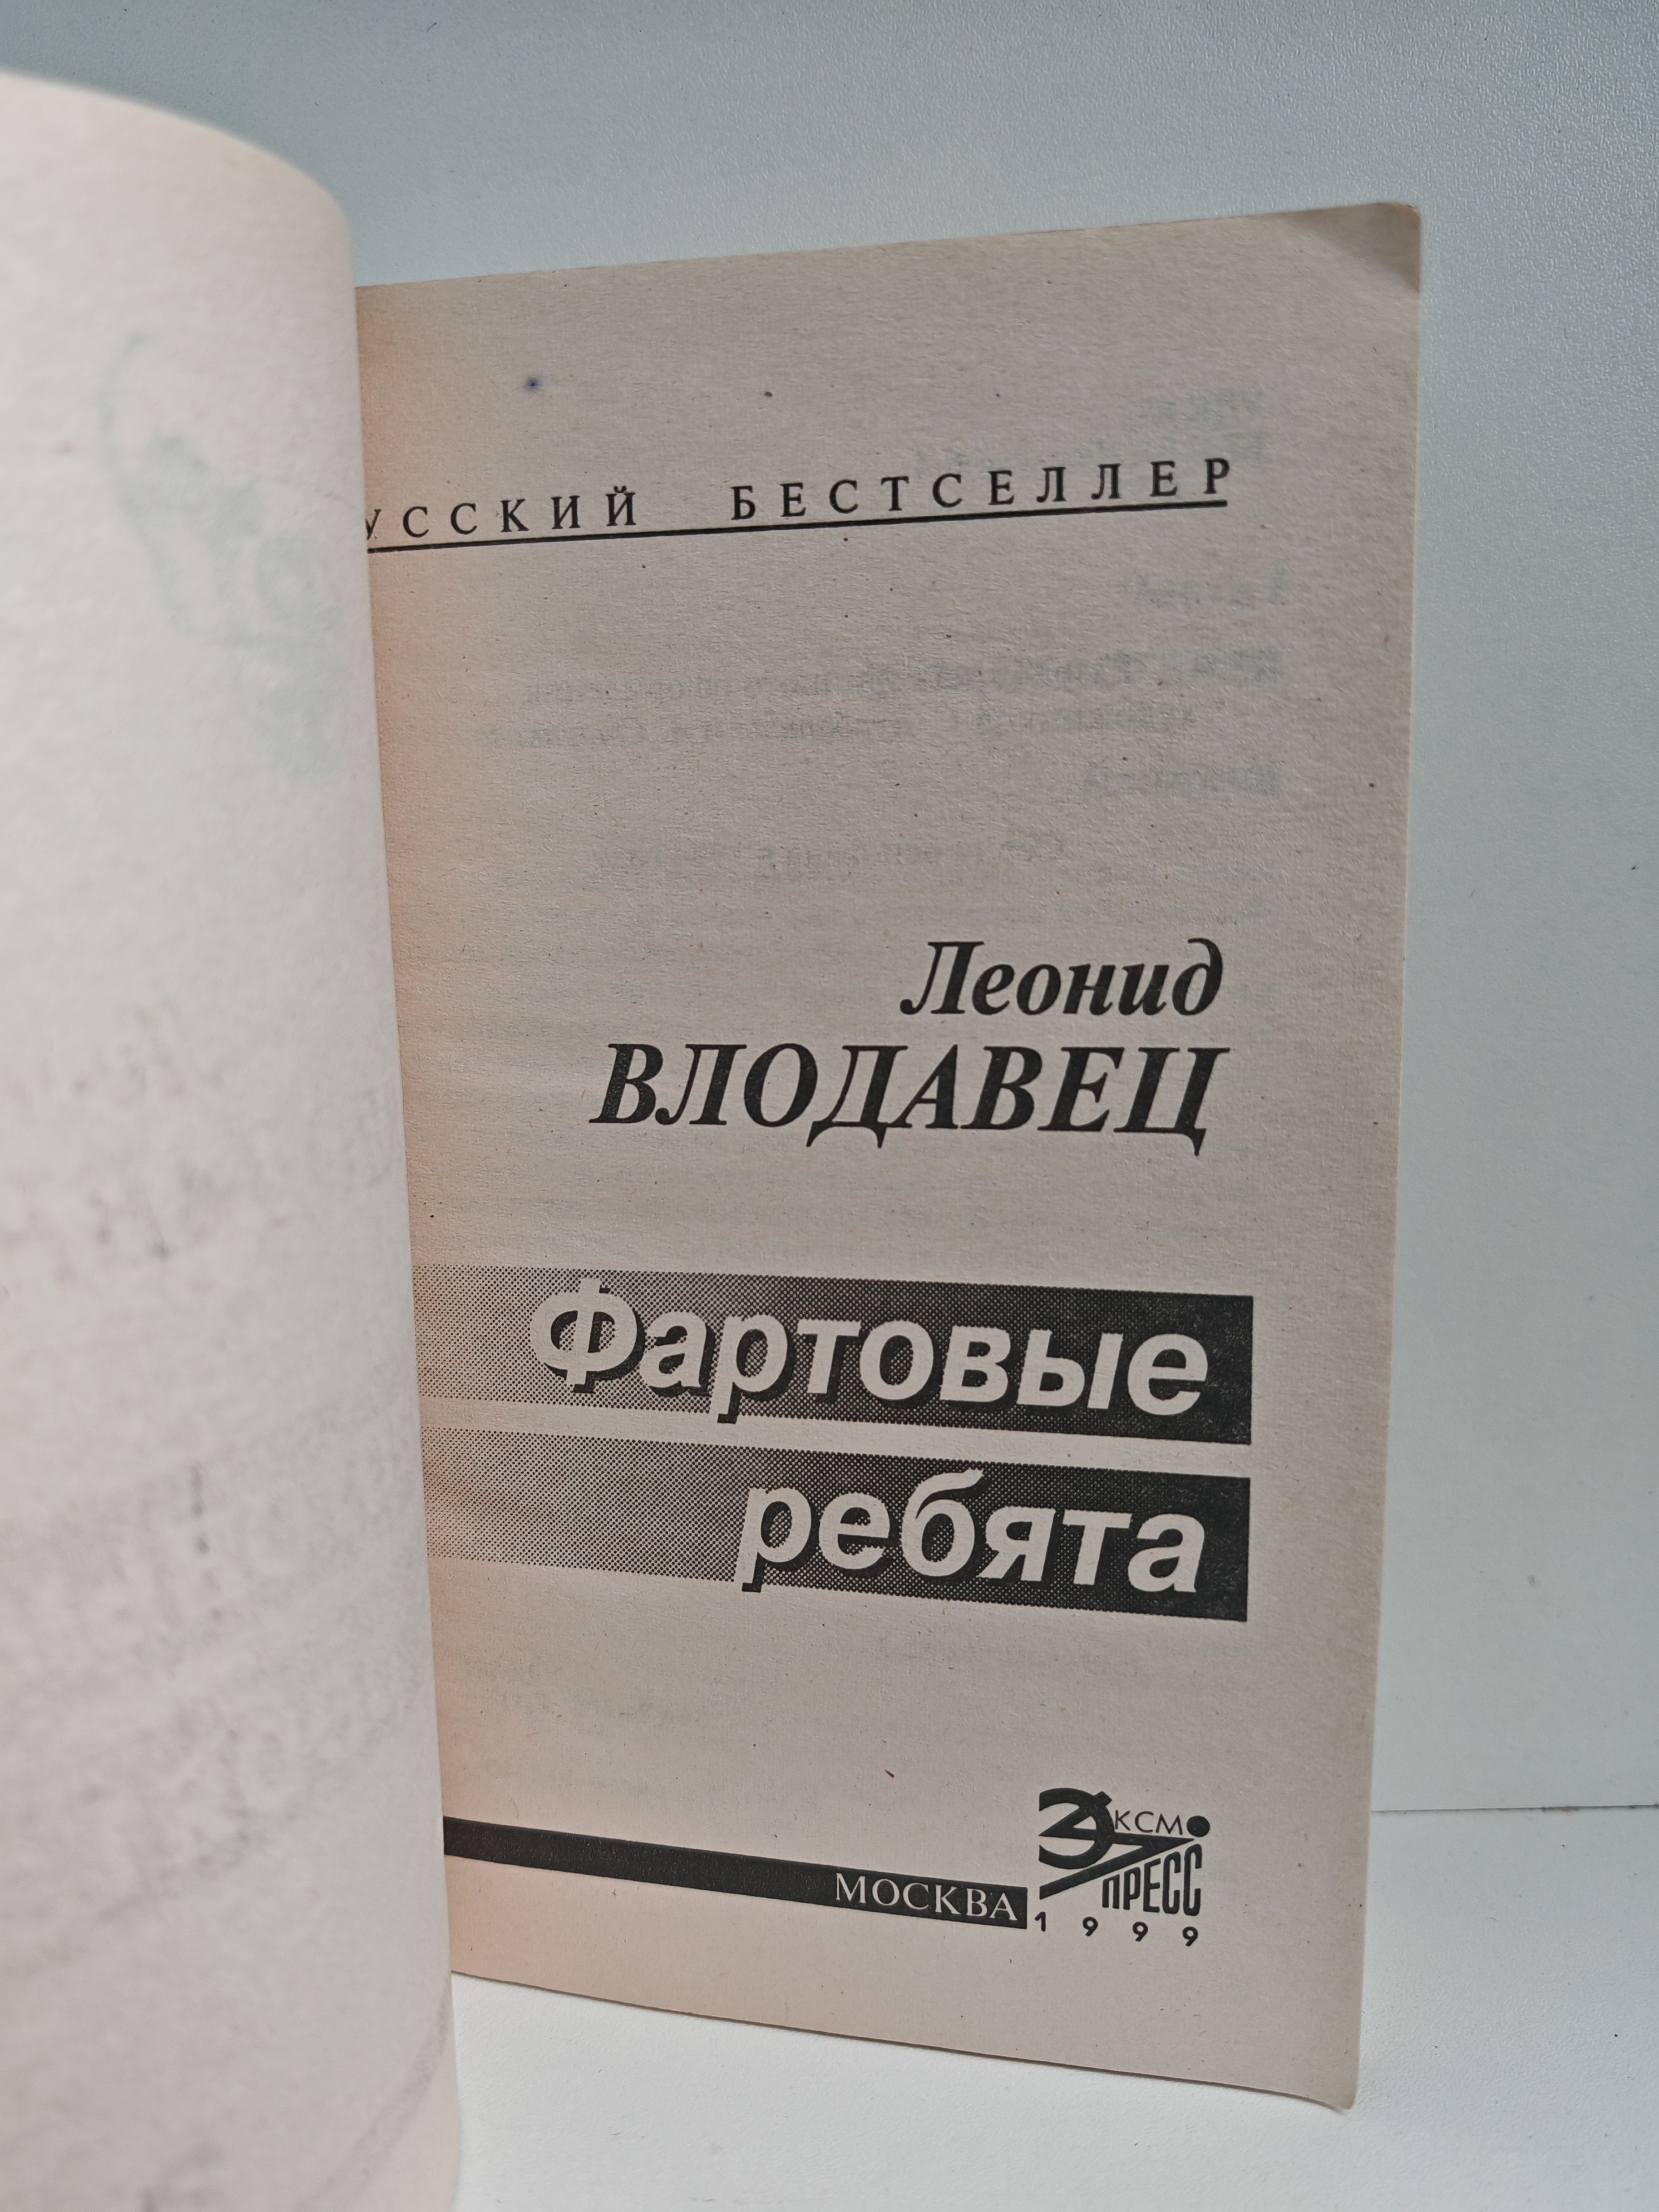 УССКИЙ БЕСТСЕЛЛЕР
Леонид
ВЛОДАВЕЦ
Фартовые
ребята
МОСКВА
ЭКСМО
ПРЕСС
1999